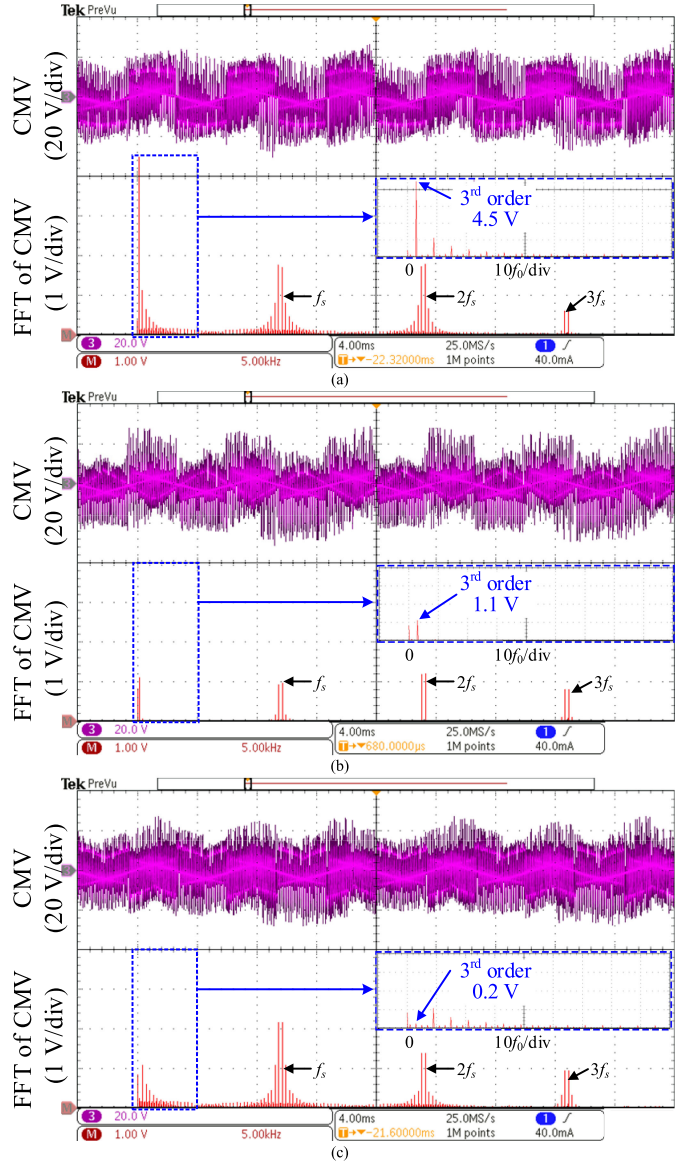 Tek PreVu
CMV
(20 V/div)
3
FFT of CMV
(1 V/div)
3rd order
4.5 V
0 10f0/div
fs
2fs
3fs
M
3 20.0 V
M 1.00 V 5.00kHz
4.00ms 25.0MS/s 1 ∫
T→▼−22.32000ms 1M points 40.0mA
(a)
Tek PreVu
CMV
(20 V/div)
3
FFT of CMV
(1 V/div)
3rd order
1.1 V
0 10f0/div
fs
2fs
3fs
M
3 20.0 V
M 1.00 V 5.00kHz
4.00ms 25.0MS/s 1 ∫
T→▼680.0000µs 1M points 40.0mA
(b)
Tek PreVu
CMV
(20 V/div)
3
FFT of CMV
(1 V/div)
3rd order
0.2 V
0 10f0/div
fs
2fs
3fs
M
3 20.0 V
M 1.00 V 5.00kHz
4.00ms 25.0MS/s 1 ∫
T→▼−21.60000ms 1M points 40.0mA
(c)